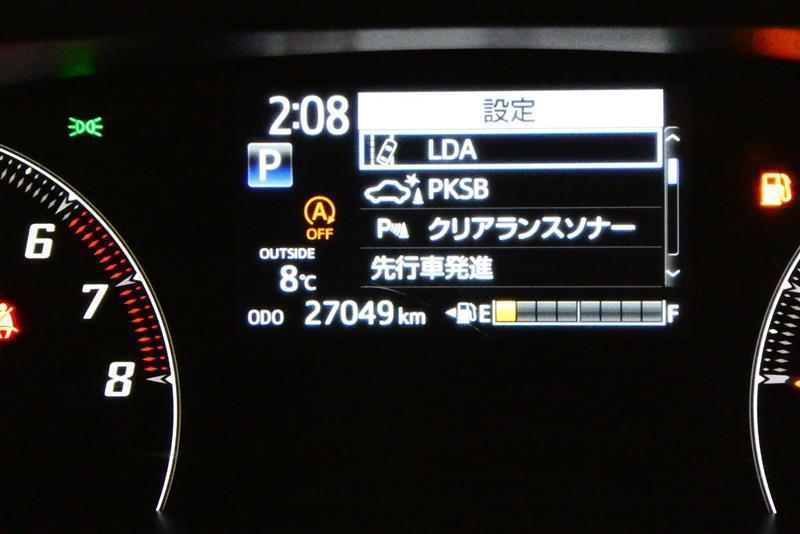 2:08
設定
LDA
P
PKSB
A
OFF
P クリアランスソナー
OUTSIDE
8℃
先行車発進
ODO 27049 km
E F
6
7
8